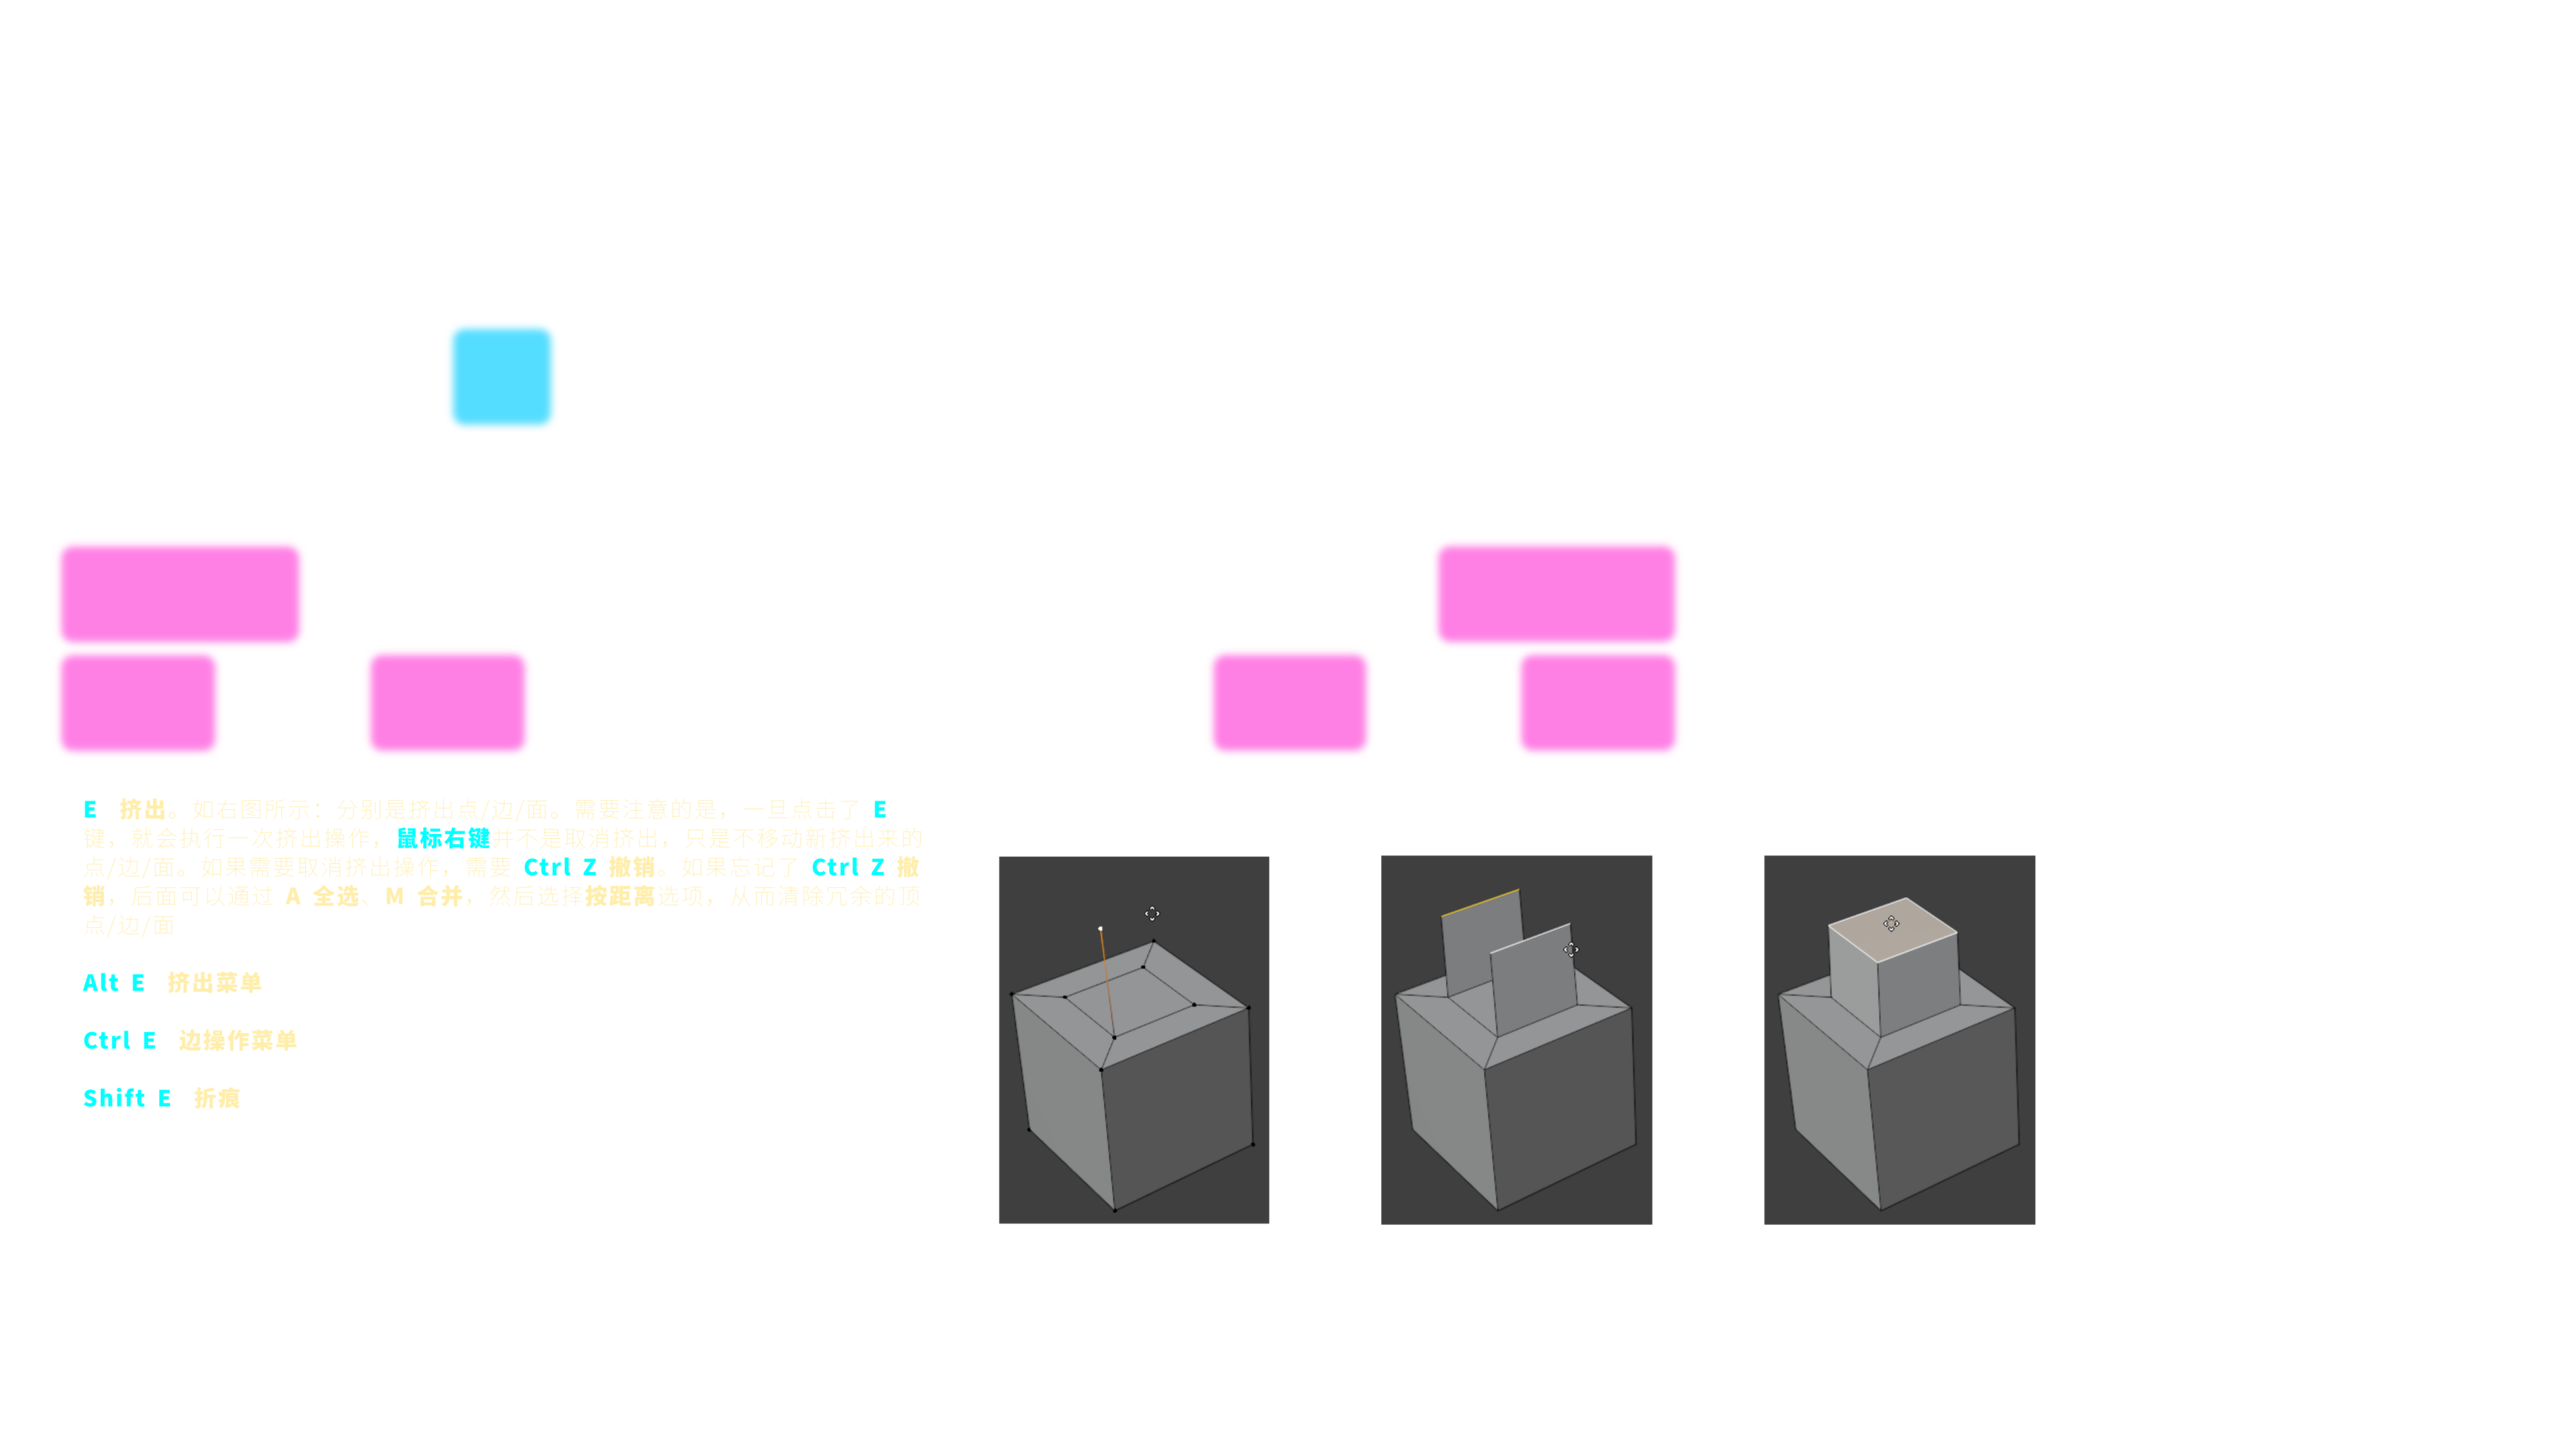 E 挤出。如右图所示：分别是挤出点/边/面。需要注意的是，一旦点击了 E
键，就会执行一次挤出操作，鼠标右键并不是取消挤出，只是不移动新挤出来的
点/边/面。如果需要取消挤出操作，需要 Ctrl Z 撤销。如果忘记了 Ctrl Z 撤
销，后面可以通过 A 全选、M 合并，然后选择按距离选项，从而清除冗余的顶
点/边/面
Alt E 挤出菜单
Ctrl E 边操作菜单
Shift E 折痕